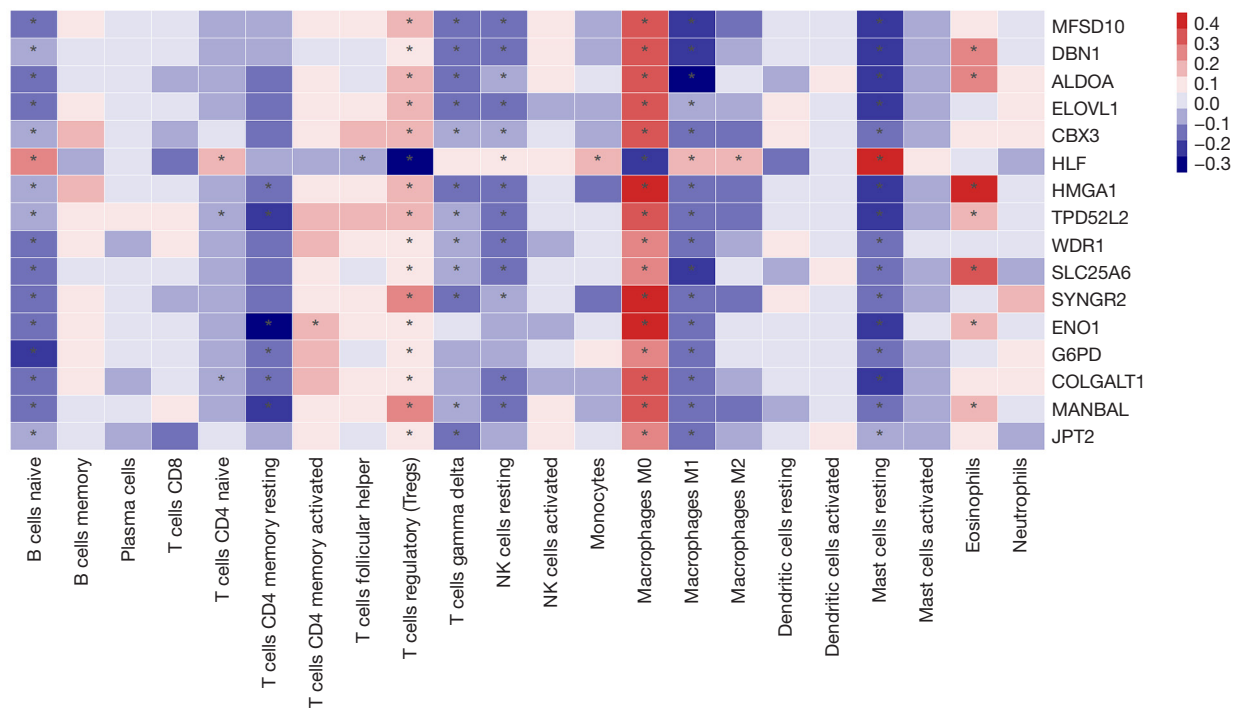 MFSD10
DBN1
ALDOA
ELOVL1
CBX3
HLF
HMGA1
TPD52L2
WDR1
SLC25A6
SYNGR2
ENO1
G6PD
COLGALT1
MANBAL
JPT2
0.4
0.3
0.2
0.1
0.0
−0.1
−0.2
−0.3
B cells naive
B cells memory
Plasma cells
T cells CD8
T cells CD4 naive
T cells CD4 memory resting
T cells CD4 memory activated
T cells follicular helper
T cells regulatory (Tregs)
T cells gamma delta
NK cells resting
NK cells activated
Monocytes
Macrophages M0
Macrophages M1
Macrophages M2
Dendritic cells resting
Dendritic cells activated
Mast cells resting
Mast cells activated
Eosinophils
Neutrophils